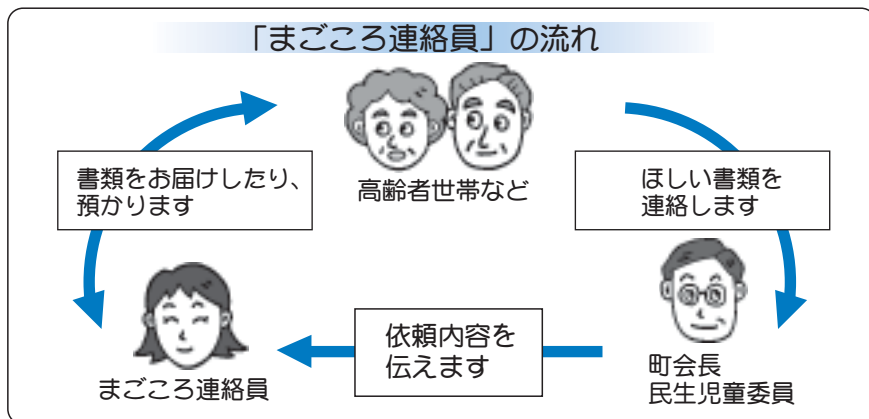 「まごころ連絡員」の流れ
高齢者世帯など
書類をお届けしたり、
預かります
ほしい書類を
連絡します
依頼内容を
伝えます
まごころ連絡員
町会長
民生児童委員